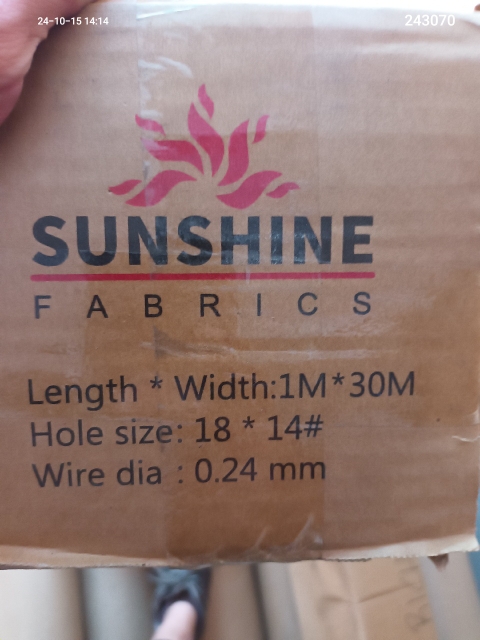 24-10-15 14:14
243070
SUNSHINE
FABRICS
Length * Width:1M*30M
Hole size: 18 * 14#
Wire dia : 0.24 mm